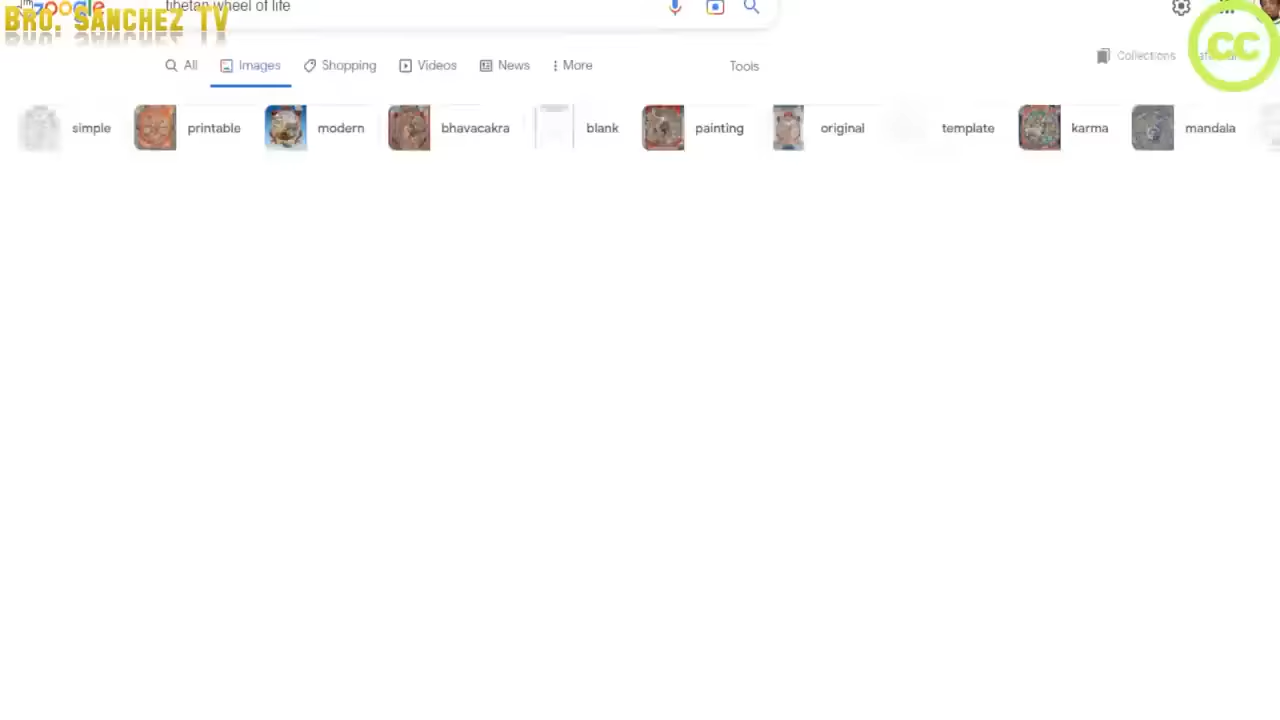 BRO. SANCHEZ TV
tibetan wheel of life
CC
All Images Shopping Videos News More Tools
Collections
simple printable modern bhavacakra blank painting original template karma mandala